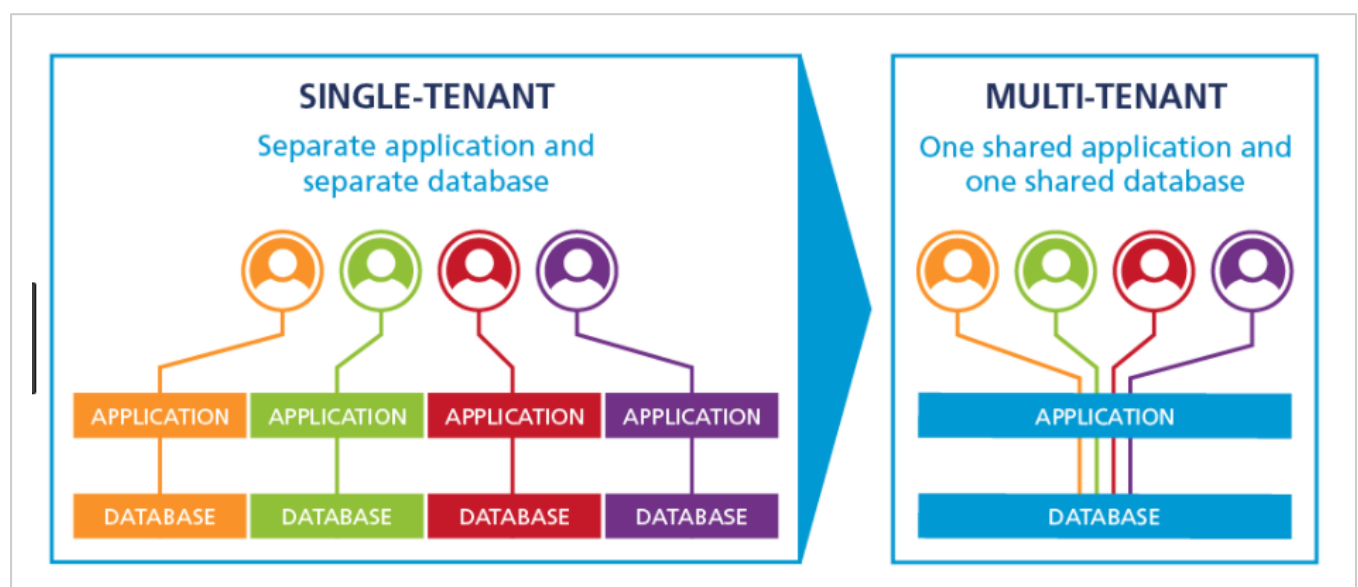 SINGLE-TENANT
Separate application and
separate database
APPLICATION
APPLICATION
APPLICATION
APPLICATION
DATABASE
DATABASE
DATABASE
DATABASE
MULTI-TENANT
One shared application and
one shared database
APPLICATION
DATABASE